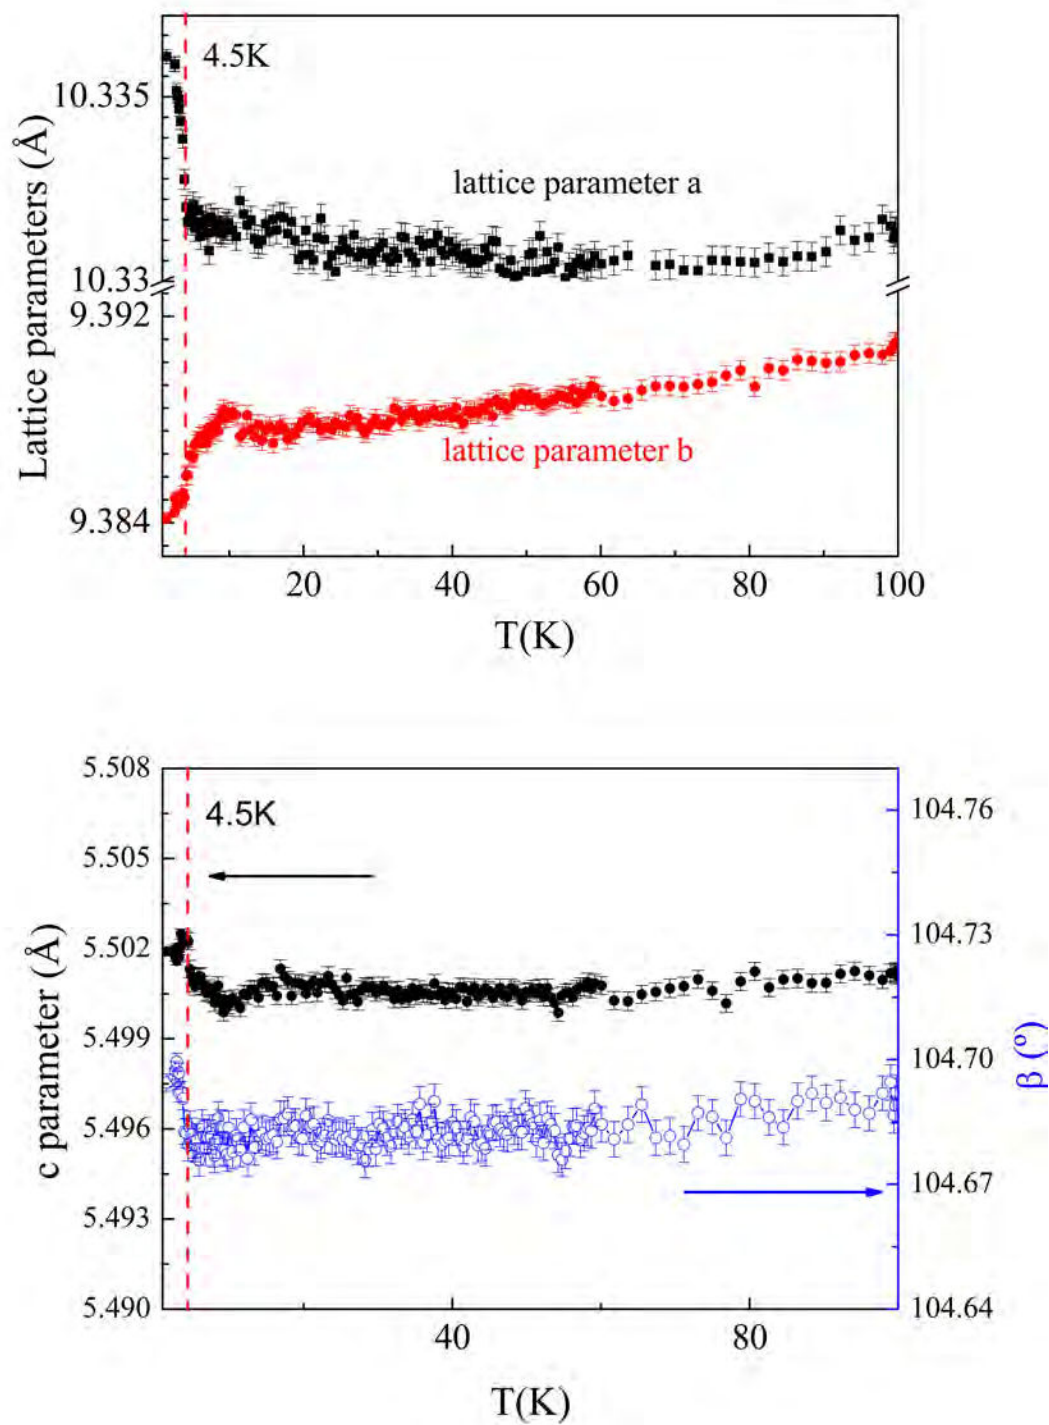 4.5K
10.335
lattice parameter a
10.33
9.392
lattice parameter b
9.384
Lattice parameters (Å)
20 40 60 80 100
T(K)
5.508
4.5K
104.76
5.505
5.502
104.73
5.499
104.70
5.496
104.67
5.493
5.490
104.64
c parameter (Å)
β (º)
40 80
T(K)